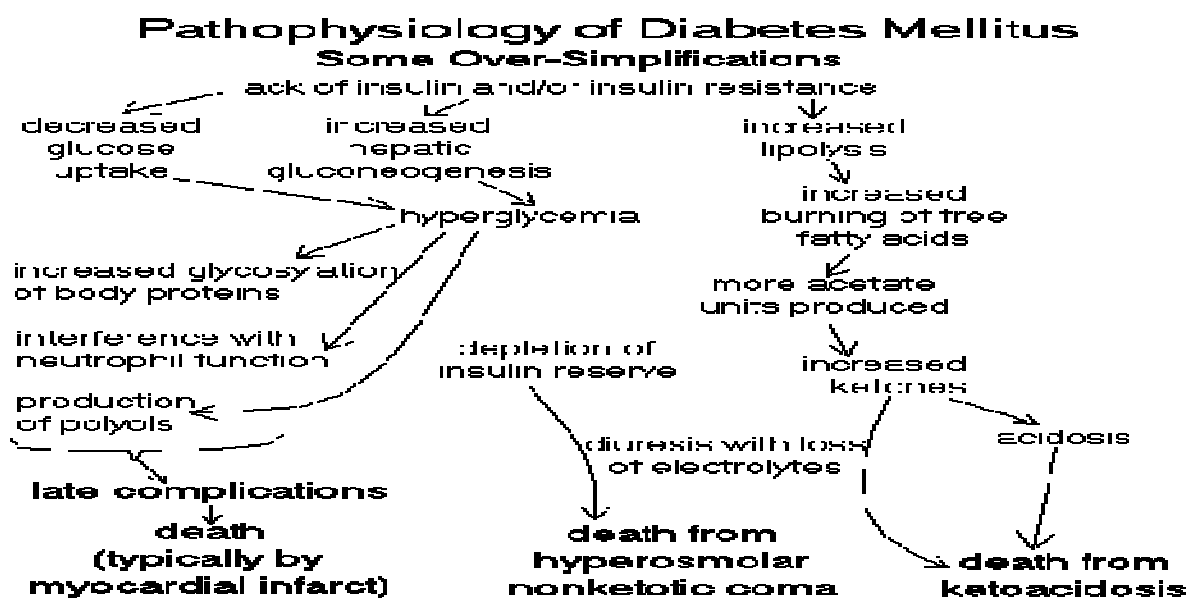 Pathophysiology of Diabetes Mellitus
Some Over-Simplifications
lack of insulin and/or insulin resistance
decreased
glucose
uptake
increased
hepatic
gluconeogenesis
increased
lipolysis
hyperglycemia
increased
burning of free
fatty acids
increased glycosylation
of body proteins
more acetate
units produced
interference with
neutrophil function
depletion of
insulin reserve
increased
ketones
production
of polyols
diuresis with loss
of electrolytes
acidosis
late complications
death
(typically by
myocardial infarct)
death from
hyperosmolar
nonketotic coma
death from
ketoacidosis